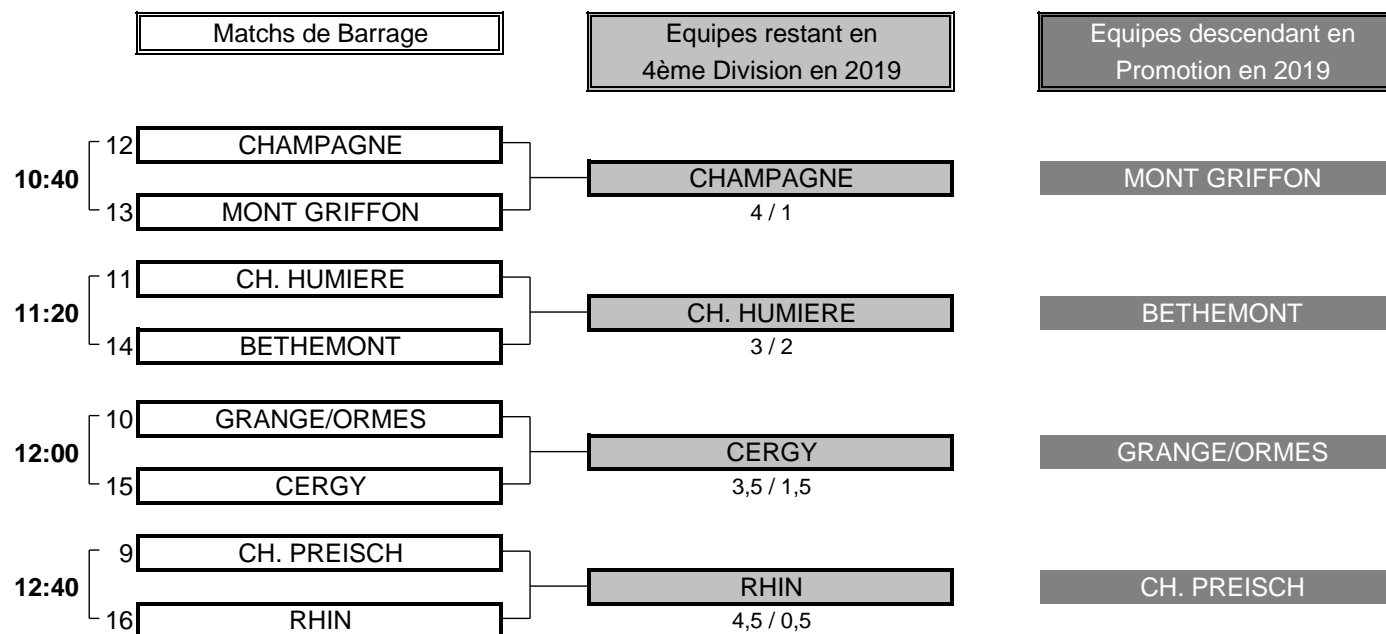 Matchs de Barrage
Equipes restant en
4ème Division en 2019
Equipes descendant en
Promotion en 2019
12 CHAMPAGNE
10:40 CHAMPAGNE MONT GRIFFON
13 MONT GRIFFON 4 / 1
11 CH. HUMIERE
11:20 CH. HUMIERE BETHEMONT
14 BETHEMONT 3 / 2
10 GRANGE/ORMES
12:00 CERGY GRANGE/ORMES
15 CERGY 3,5 / 1,5
9 CH. PREISCH
12:40 RHIN CH. PREISCH
16 RHIN 4,5 / 0,5